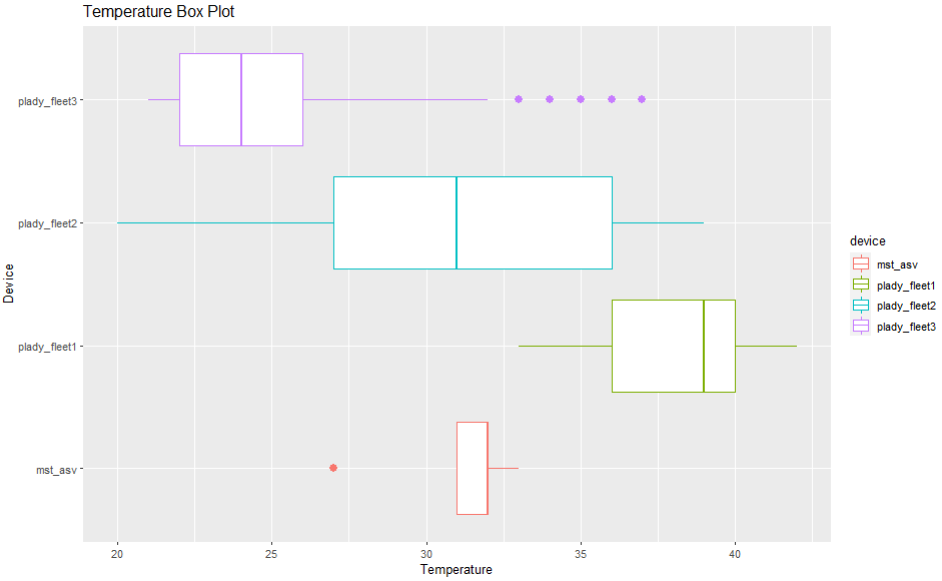 Temperature Box Plot
plady_fleet3
plady_fleet2
plady_fleet1
mst_asv
Device
20 25 30 35 40
Temperature
device
mst_asv
plady_fleet1
plady_fleet2
plady_fleet3